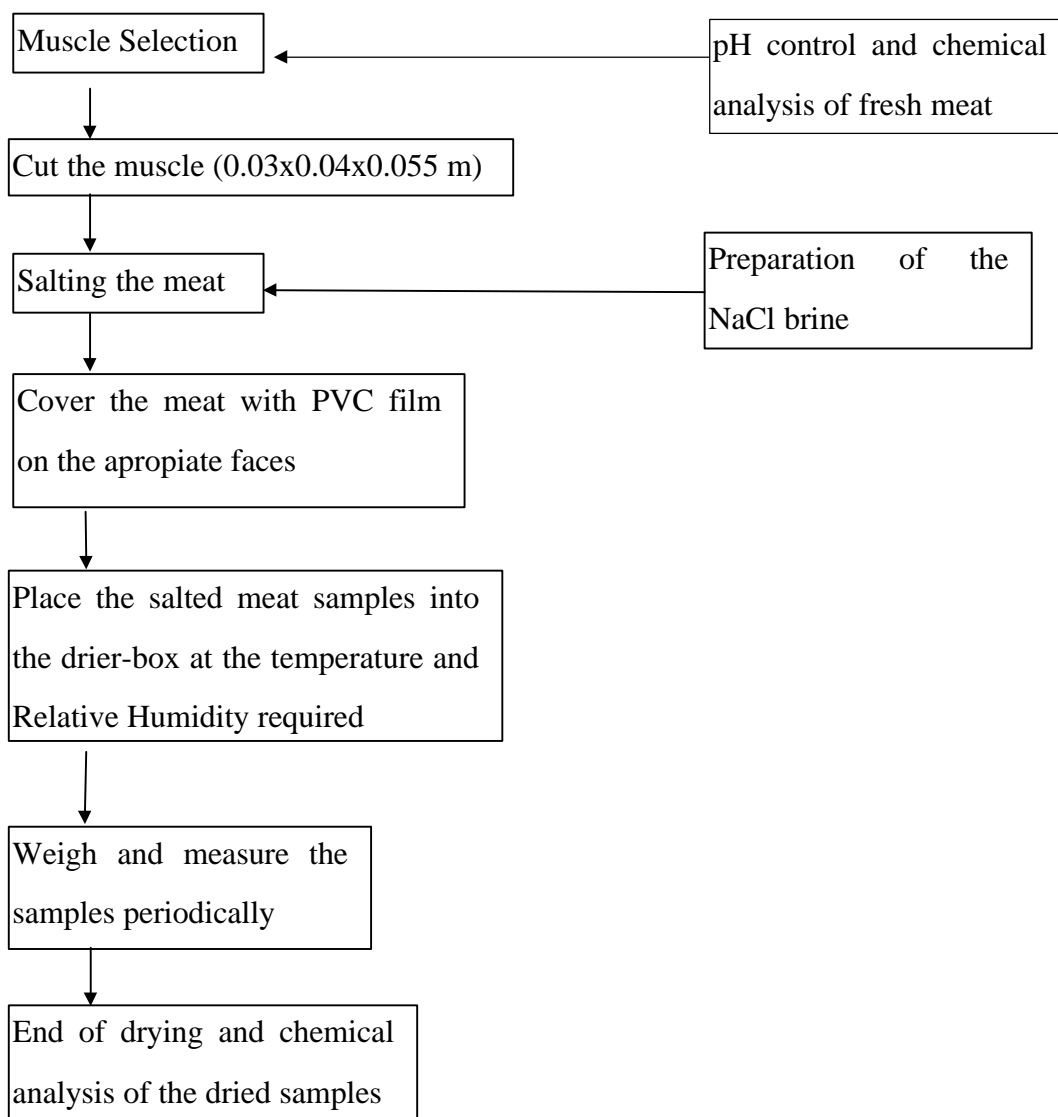 Muscle Selection
pH control and chemical
analysis of fresh meat
Cut the muscle (0.03x0.04x0.055 m)
Salting the meat
Preparation of the
NaCl brine
Cover the meat with PVC film
on the apropiate faces
Place the salted meat samples into
the drier-box at the temperature and
Relative Humidity required
Weigh and measure the
samples periodically
End of drying and chemical
analysis of the dried samples